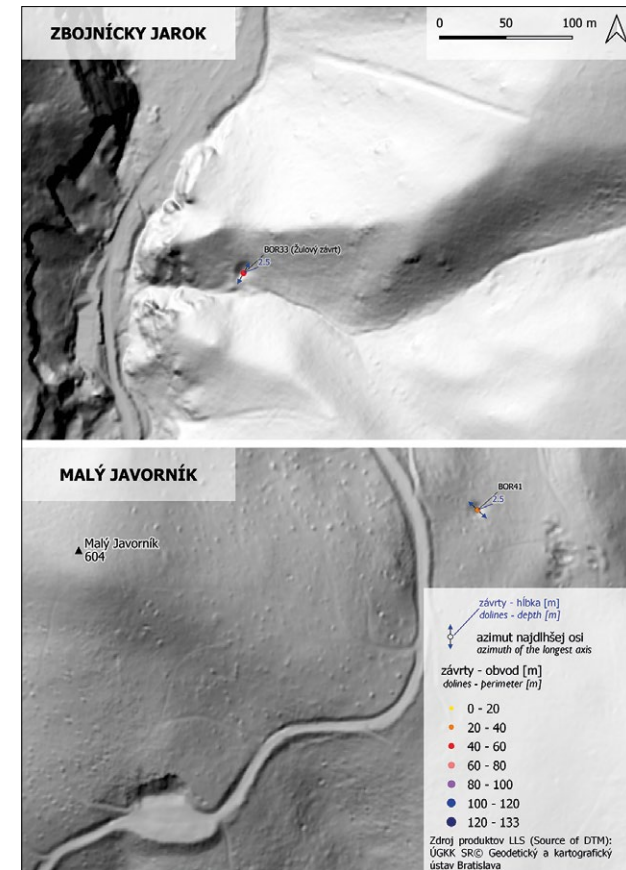 ZBOJNÍCKY JAROK
0 50 100 m
BOR33 (Žulový závrt)
2.5
MALÝ JAVORNÍK
BOR41
2.5
Malý Javorník
604
závrty - hĺbka [m]
dolines - depth [m]
azimut najdlhšej osi
azimuth of the longest axis
závrty - obvod [m]
dolines - perimeter [m]
0 - 20
20 - 40
40 - 60
60 - 80
80 - 100
100 - 120
120 - 133
Zdroj produktov LLS (Source of DTM):
ÚGKK SR© Geodetický a kartografický
ústav Bratislava